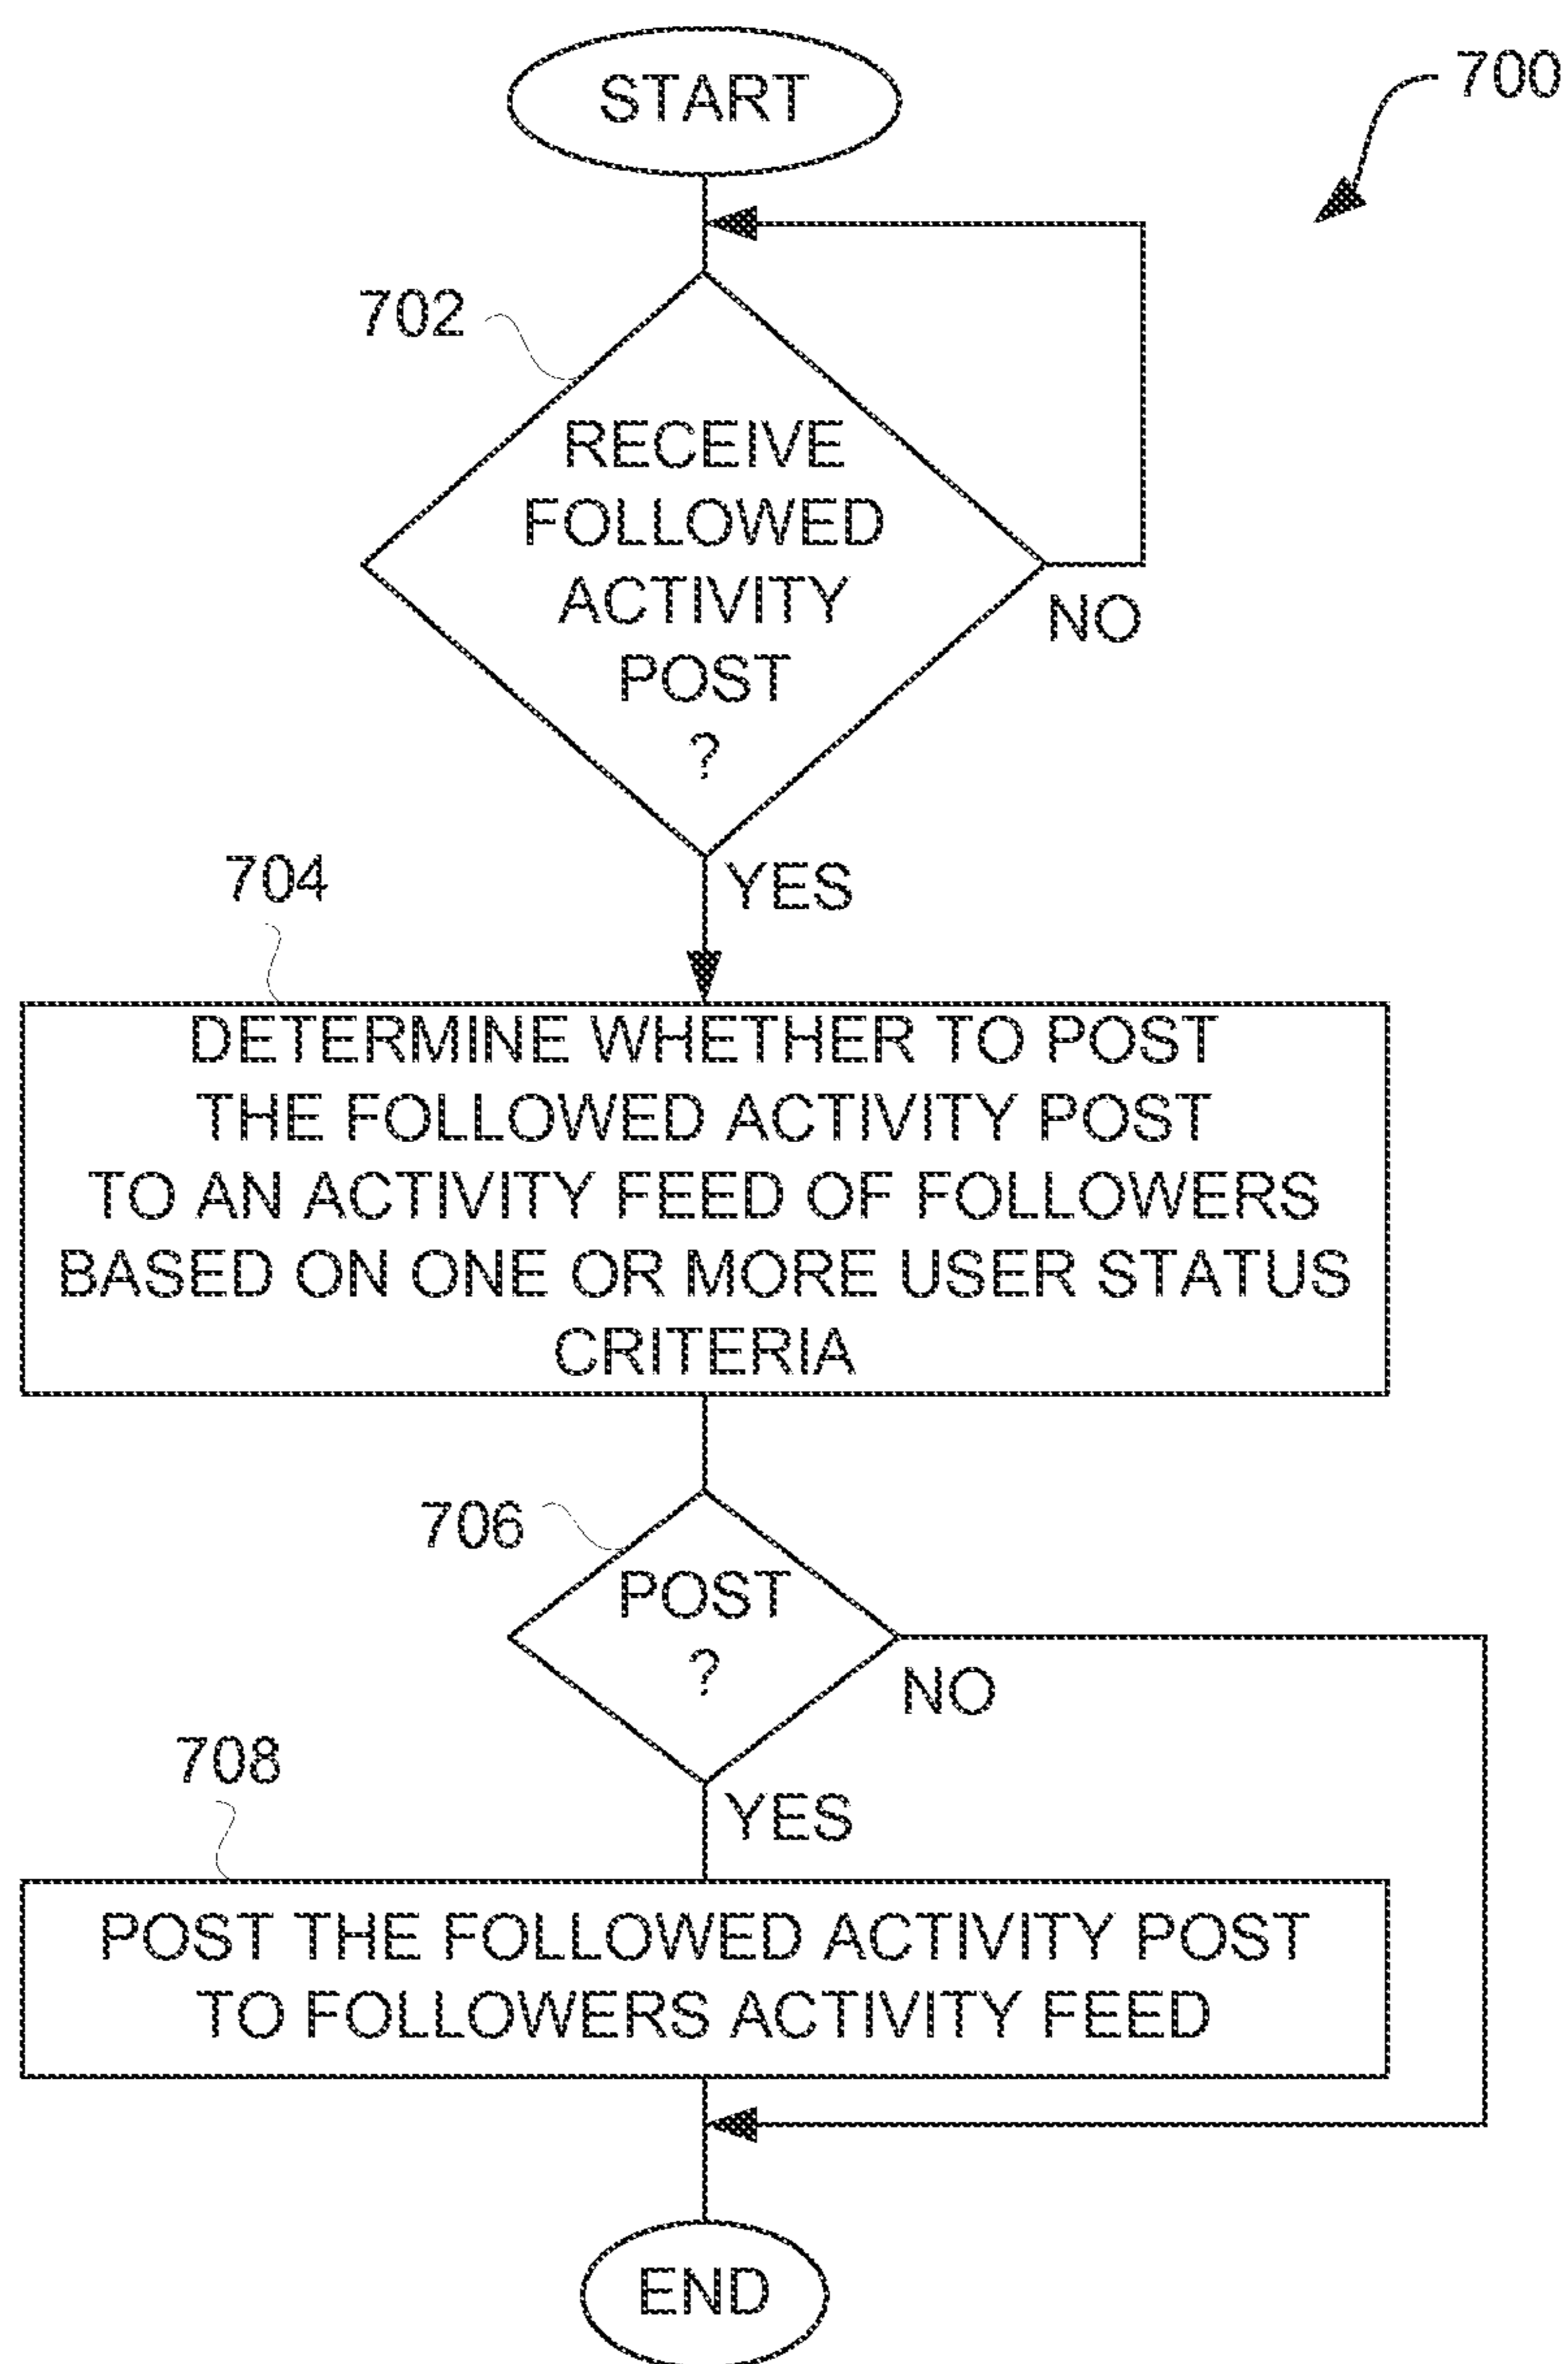 START
700
702
RECEIVE
FOLLOWED
ACTIVITY
POST
?
NO
YES
704
DETERMINE WHETHER TO POST
THE FOLLOWED ACTIVITY POST
TO AN ACTIVITY FEED OF FOLLOWERS
BASED ON ONE OR MORE USER STATUS
CRITERIA
706
POST
?
NO
YES
708
POST THE FOLLOWED ACTIVITY POST
TO FOLLOWERS ACTIVITY FEED
END